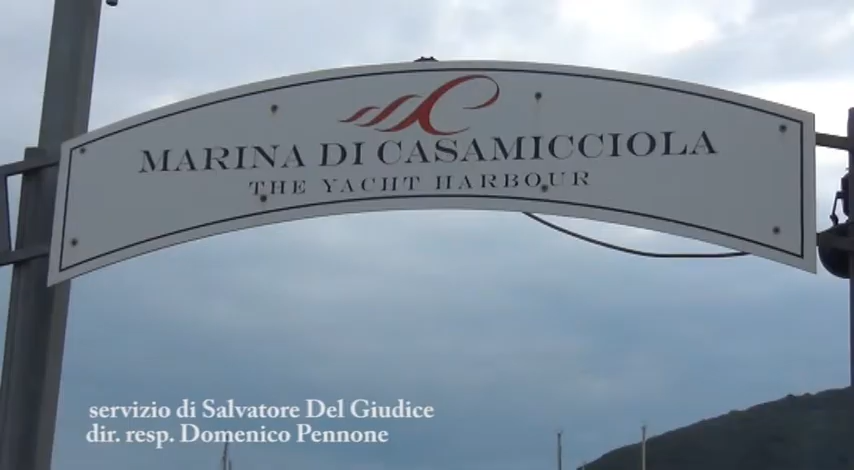 MARINA DI CASAMICCIOLA
THE YACHT HARBOUR
servizio di Salvatore Del Giudice
dir. resp. Domenico Pennone